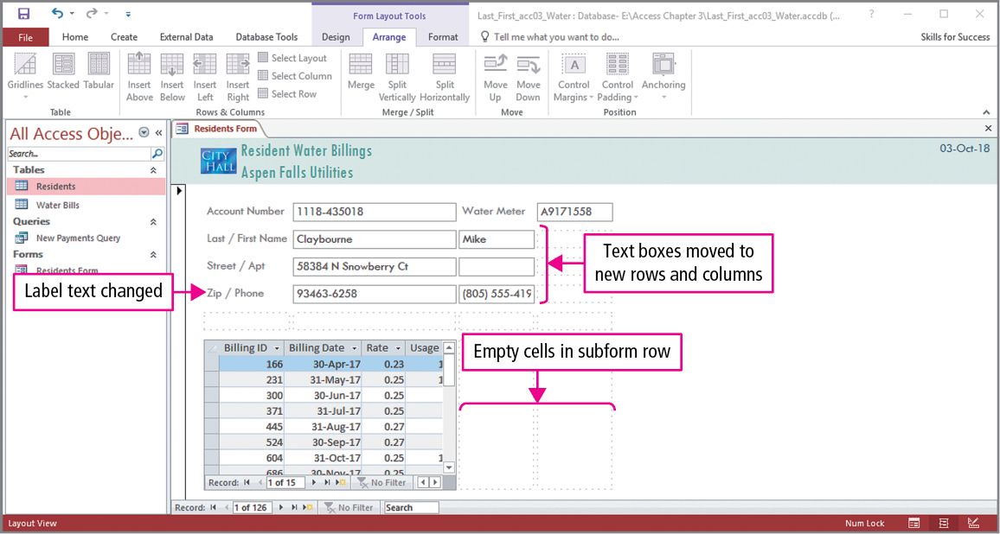 Form Layout Tools
Last_First_acc03_Water : Database- E:\Access Chapter 3\Last_First_acc03_Water.accdb (...
?
File Home Create External Data Database Tools Design Arrange Format Tell me what you want to do... Skills for Success
Gridlines Stacked Tabular
Table
Insert Above Insert Below Insert Left Insert Right
Select Layout
Select Column
Select Row
Rows & Columns
Merge Split Vertically Split Horizontally
Merge / Split
Move Up Move Down
Move
A
Control Margins Control Padding Anchoring
Position
All Access Obje... «
Search...
Tables
Residents
Water Bills
Queries
New Payments Query
Forms
Residents Form
Residents Form
CITY HALL
Resident Water Billings
Aspen Falls Utilities
03-Oct-18
Account Number 1118-435018 Water Meter A9171558
Last / First Name Claybourne Mike
Street / Apt 58384 N Snowberry Ct
Zip / Phone 93463-6258 (805) 555-419
Label text changed
Text boxes moved to
new rows and columns
Empty cells in subform row
Billing ID Billing Date Rate Usage
166 30-Apr-17 0.23 1
231 31-May-17 0.25 1
300 30-Jun-17 0.25
371 31-Jul-17 0.25
445 31-Aug-17 0.27
524 30-Sep-17 0.27
604 31-Oct-17 0.25 1
686 30-Nov-17 0.25
Record: 1 of 15 No Filter
Record: 1 of 126 No Filter Search
Layout View
Num Lock